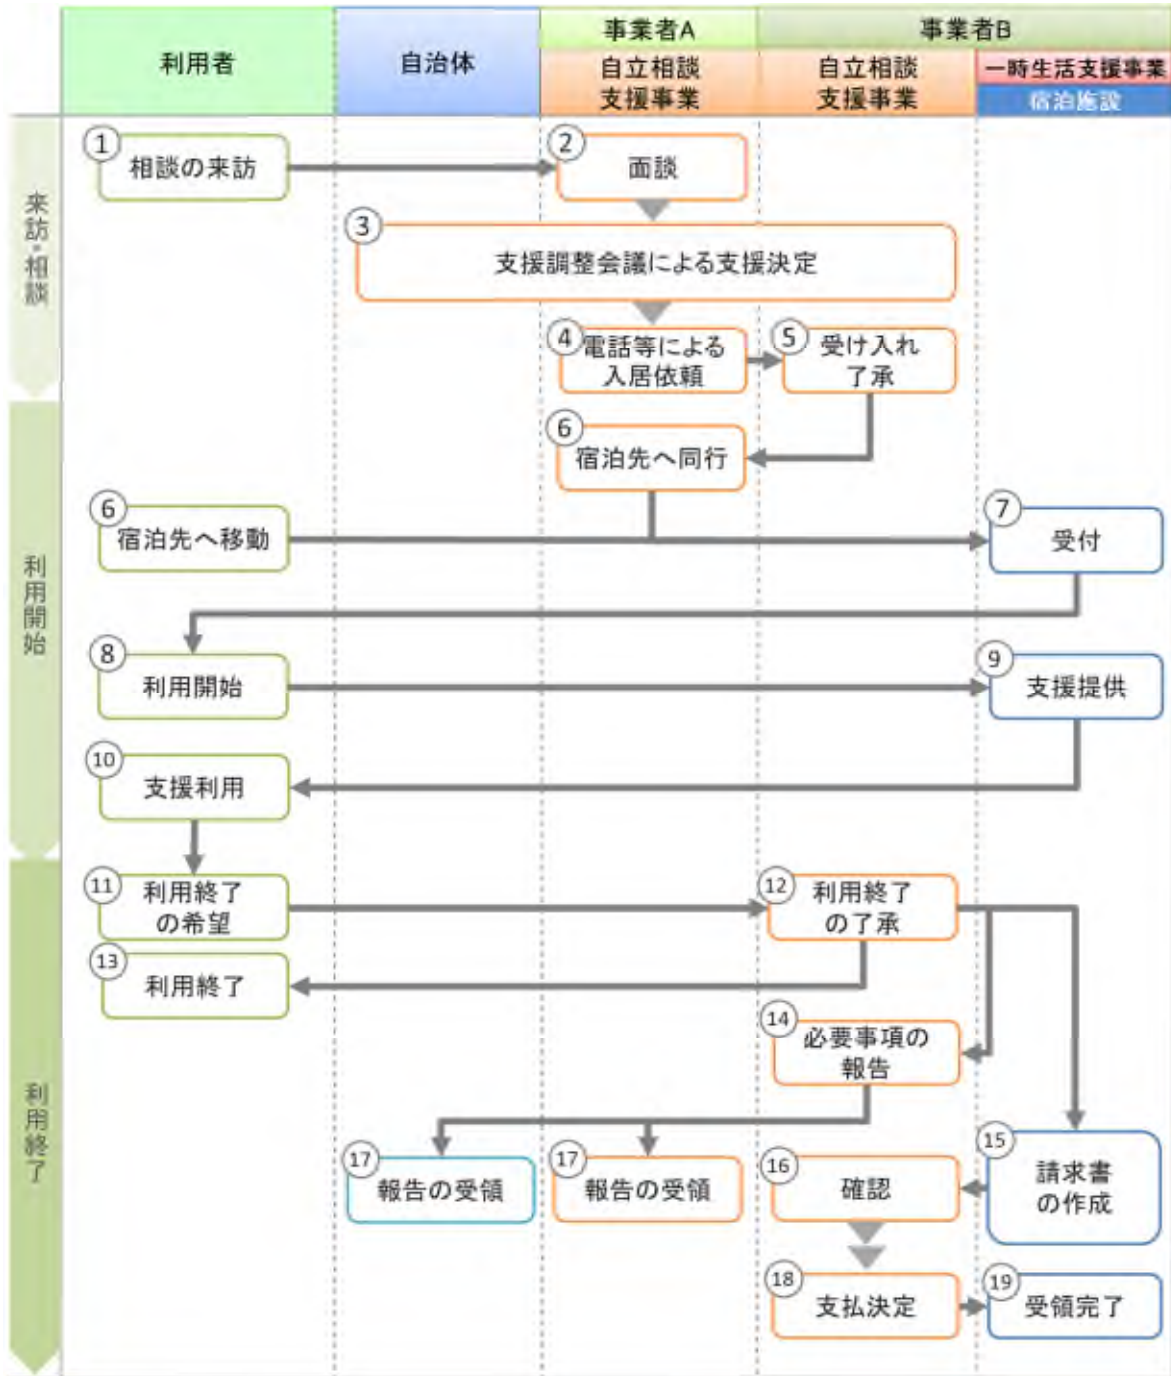 利用者
自治体
事業者A
事業者B
自立相談
支援事業
自立相談
支援事業
一時生活支援事業
宿泊施設
来訪・相談
① 相談の来訪
② 面談
③ 支援調整会議による支援決定
④ 電話等による
入居依頼
⑤ 受け入れ
了承
利用開始
⑥ 宿泊先へ同行
⑥ 宿泊先へ移動
⑦ 受付
⑧ 利用開始
⑨ 支援提供
⑩ 支援利用
利用終了
⑪ 利用終了
の希望
⑫ 利用終了
の了承
⑬ 利用終了
⑭ 必要事項の
報告
⑮ 請求書
の作成
⑯ 確認
⑰ 報告の受領
⑰ 報告の受領
⑱ 支払決定
⑲ 受領完了